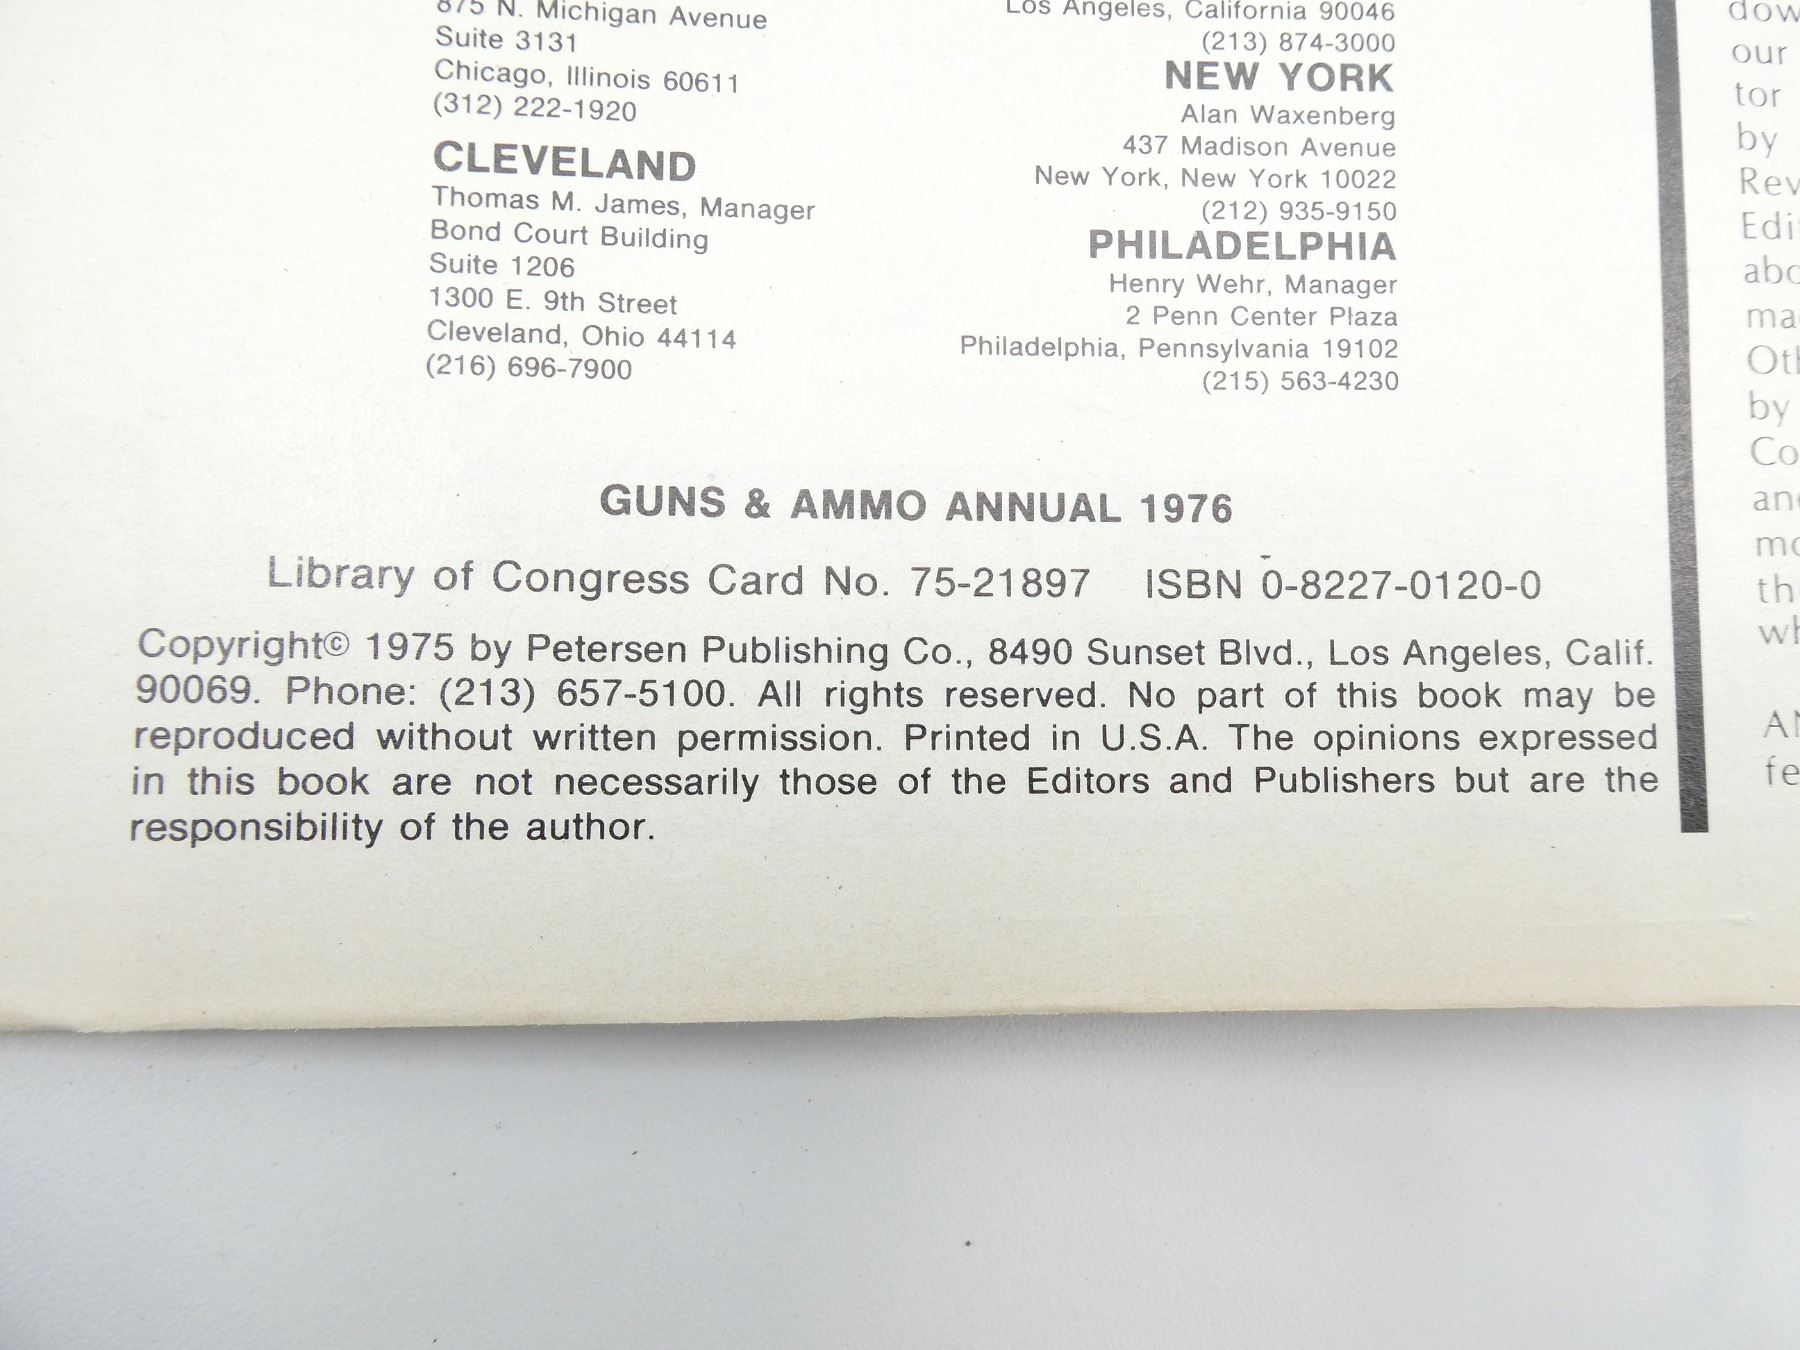 875 N. Michigan Avenue
Suite 3131
Chicago, Illinois 60611
(312) 222-1920
CLEVELAND
Thomas M. James, Manager
Bond Court Building
Suite 1206
1300 E. 9th Street
Cleveland, Ohio 44114
(216) 696-7900
Los Angeles, California 90046
(213) 874-3000
NEW YORK
Alan Waxenberg
437 Madison Avenue
New York, New York 10022
(212) 935-9150
PHILADELPHIA
Henry Wehr, Manager
2 Penn Center Plaza
Philadelphia, Pennsylvania 19102
(215) 563-4230
GUNS & AMMO ANNUAL 1976
Library of Congress Card No. 75-21897 ISBN 0-8227-0120-0
Copyright© 1975 by Petersen Publishing Co., 8490 Sunset Blvd., Los Angeles, Calif.
90069. Phone: (213) 657-5100. All rights reserved. No part of this book may be
reproduced without written permission. Printed in U.S.A. The opinions expressed
in this book are not necessarily those of the Editors and Publishers but are the
responsibility of the author.
our
tor
by
by